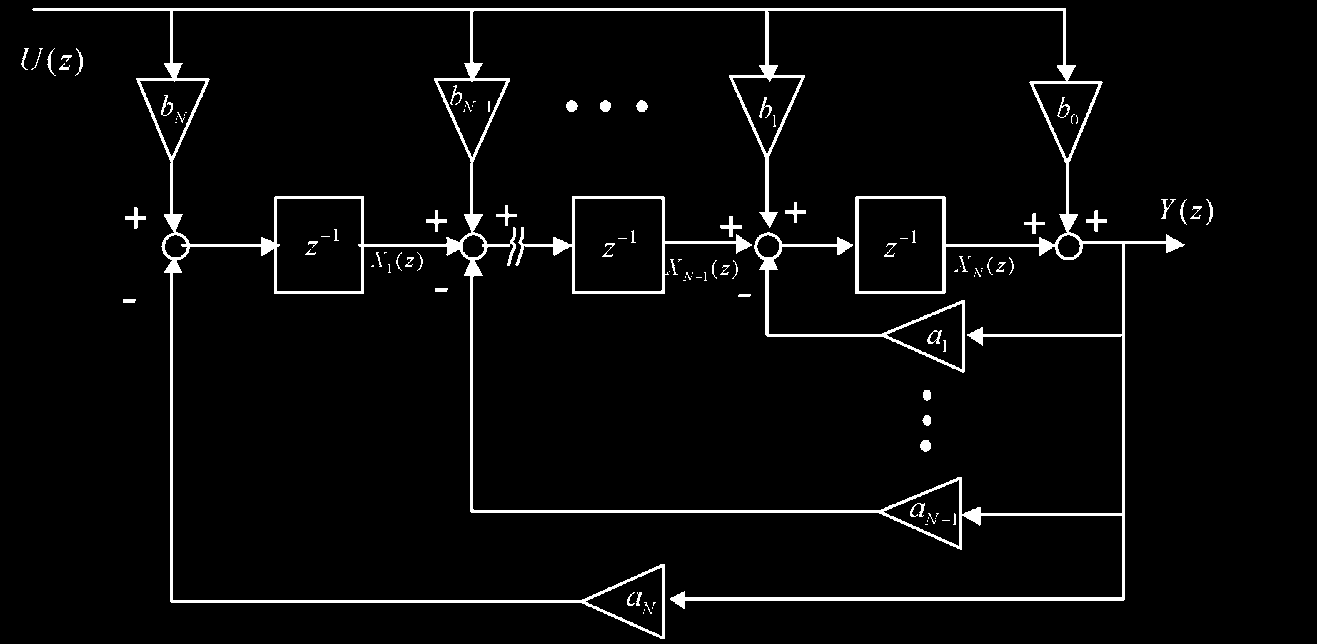 U(z)
b_N b_{N-1} • • • b_1 b_0
+ + + + + + + Y(z)
z^{-1} X_1(z) z^{-1} X_{N-1}(z) z^{-1} X_N(z)
- - -
a_1
a_{N-1}
a_N